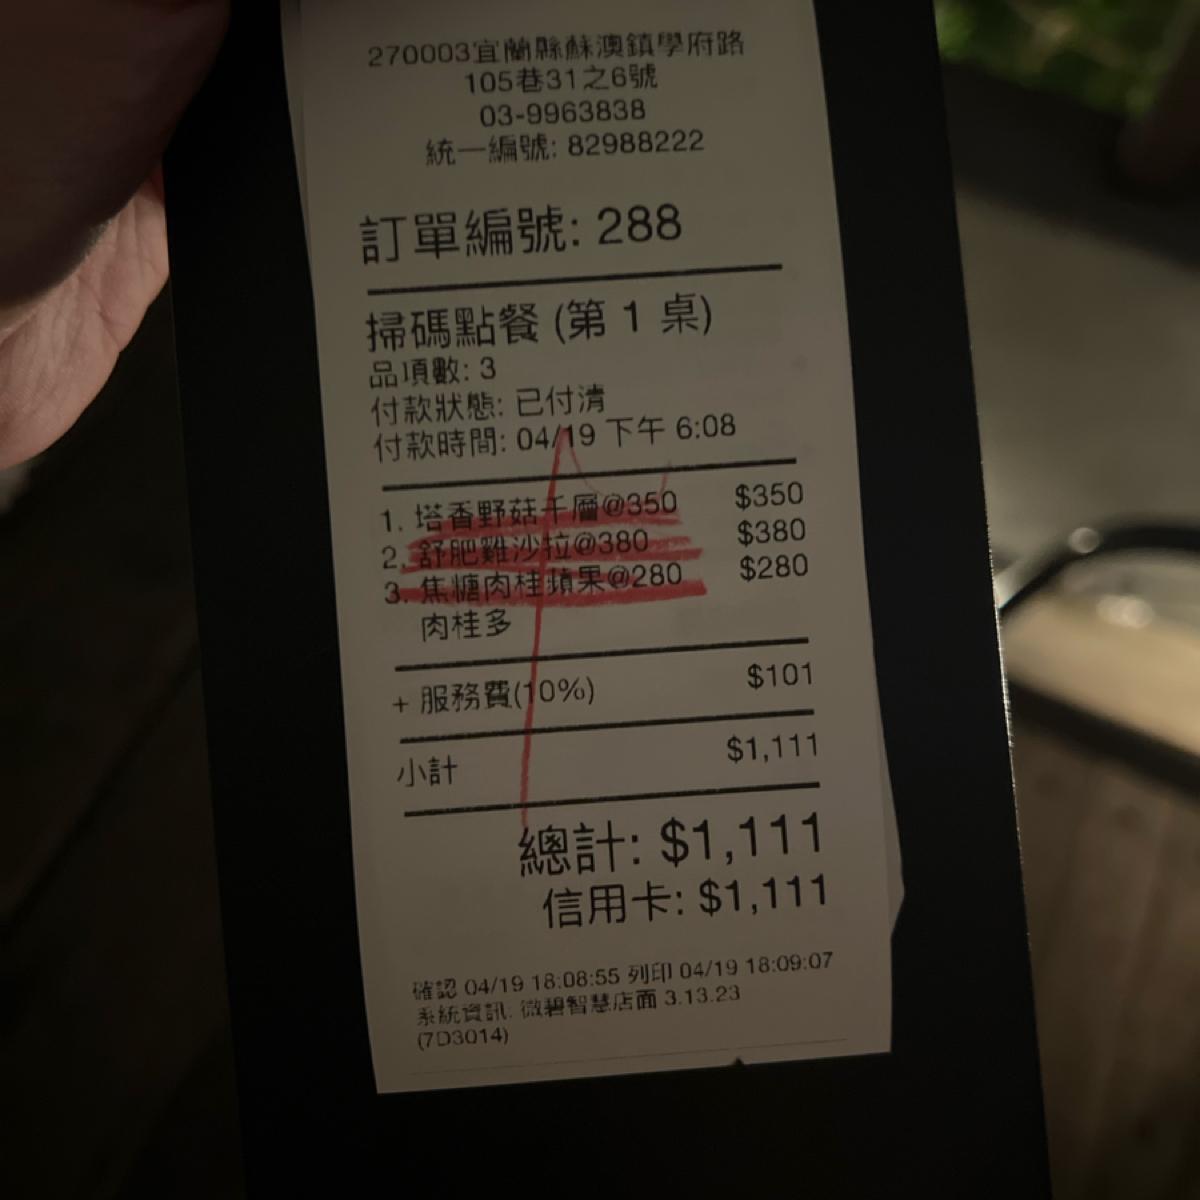 270003宜蘭縣蘇澳鎮學府路
105巷31之6號
03-9963838
統一編號: 82988222
訂單編號: 288
掃碼點餐 (第 1 桌)
品項數: 3
付款狀態: 已付清
付款時間: 04/19 下午 6:08
1. 塔香野菇千層@350 $350
2. 舒肥雞沙拉@380 $380
3. 焦糖肉桂蘋果@280 $280
肉桂多
+ 服務費(10%) $101
小計 $1,111
總計: $1,111
信用卡: $1,111
確認 04/19 18:08:55 列印 04/19 18:09:07
系統資訊: 微碧智慧店面 3.13.23
(7D3014)